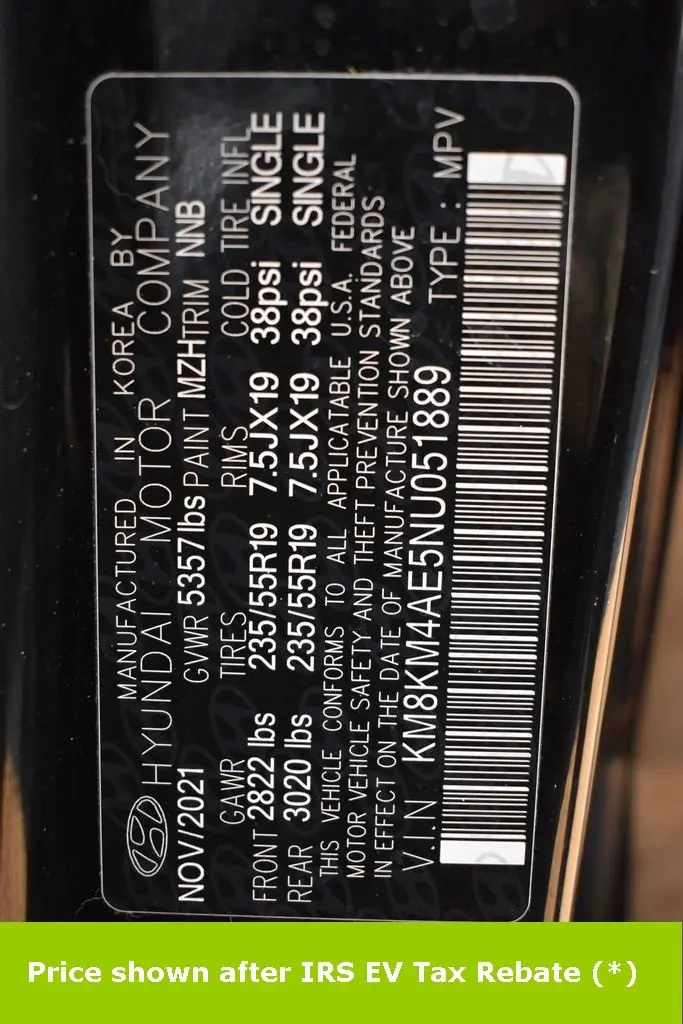 MANUFACTURED IN KOREA BY
HYUNDAI MOTOR COMPANY
NOV/2021 GVWR 5357lbs PAINT MZHTRIM NNB
GAWR TIRES RIMS COLD TIRE INFL
FRONT 2822 lbs 235/55R19 7.5JX19 38psi SINGLE
REAR 3020 lbs 235/55R19 7.5JX19 38psi SINGLE
THIS VEHICLE CONFORMS TO ALL APPLICATABLE U.S.A. FEDERAL
MOTOR VEHICLE SAFETY AND THEFT PREVENTION STANDARDS
IN EFFECT ON THE DATE OF MANUFACTURE SHOWN ABOVE
V.I.N KM8KM4AE5NU051889 TYPE : MPV
Price shown after IRS EV Tax Rebate (*)